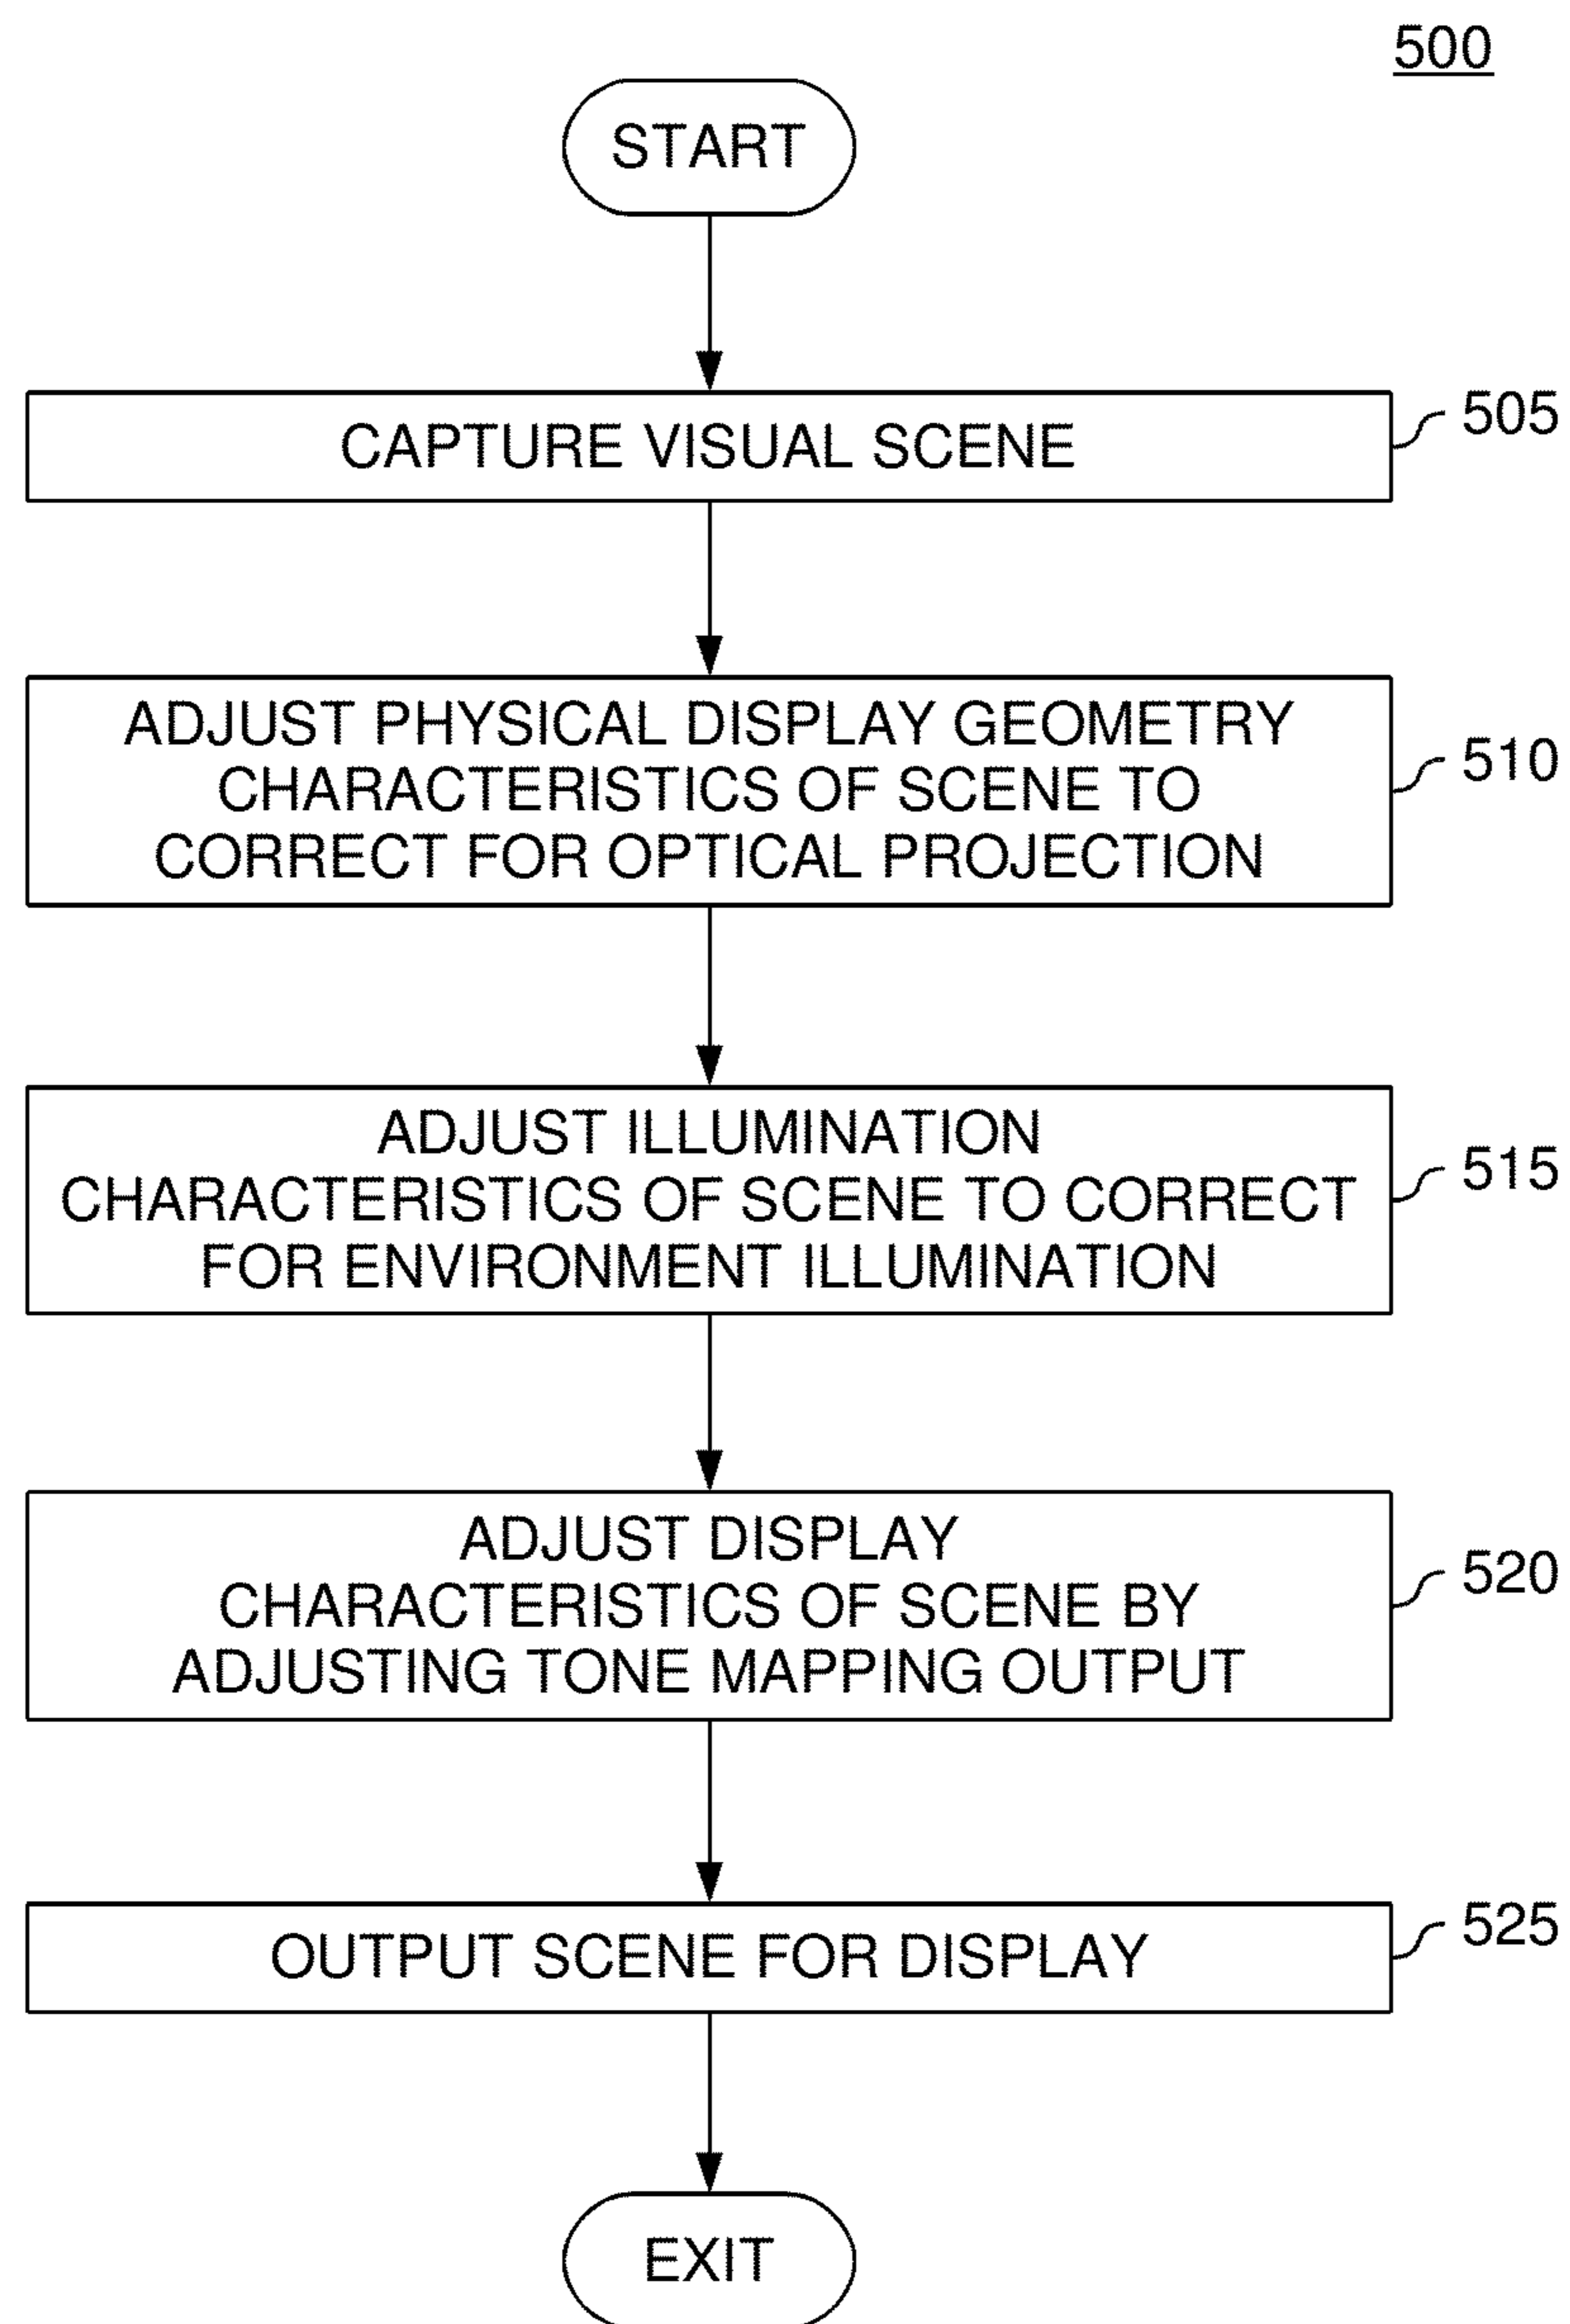 500
START
CAPTURE VISUAL SCENE
505
ADJUST PHYSICAL DISPLAY GEOMETRY
CHARACTERISTICS OF SCENE TO
CORRECT FOR OPTICAL PROJECTION
510
ADJUST ILLUMINATION
CHARACTERISTICS OF SCENE TO CORRECT
FOR ENVIRONMENT ILLUMINATION
515
ADJUST DISPLAY
CHARACTERISTICS OF SCENE BY
ADJUSTING TONE MAPPING OUTPUT
520
OUTPUT SCENE FOR DISPLAY
525
EXIT